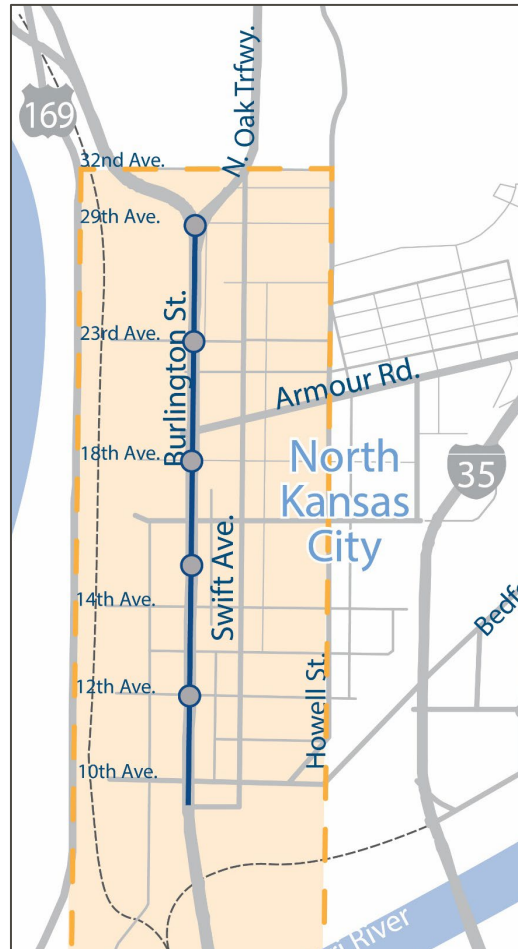 N. Oak Trfwy.
169
32nd Ave.
29th Ave.
Burlington St.
23rd Ave.
Armour Rd.
18th Ave.
North
Kansas
City
35
Swift Ave.
14th Ave.
12th Ave.
Howell St.
10th Ave.
River